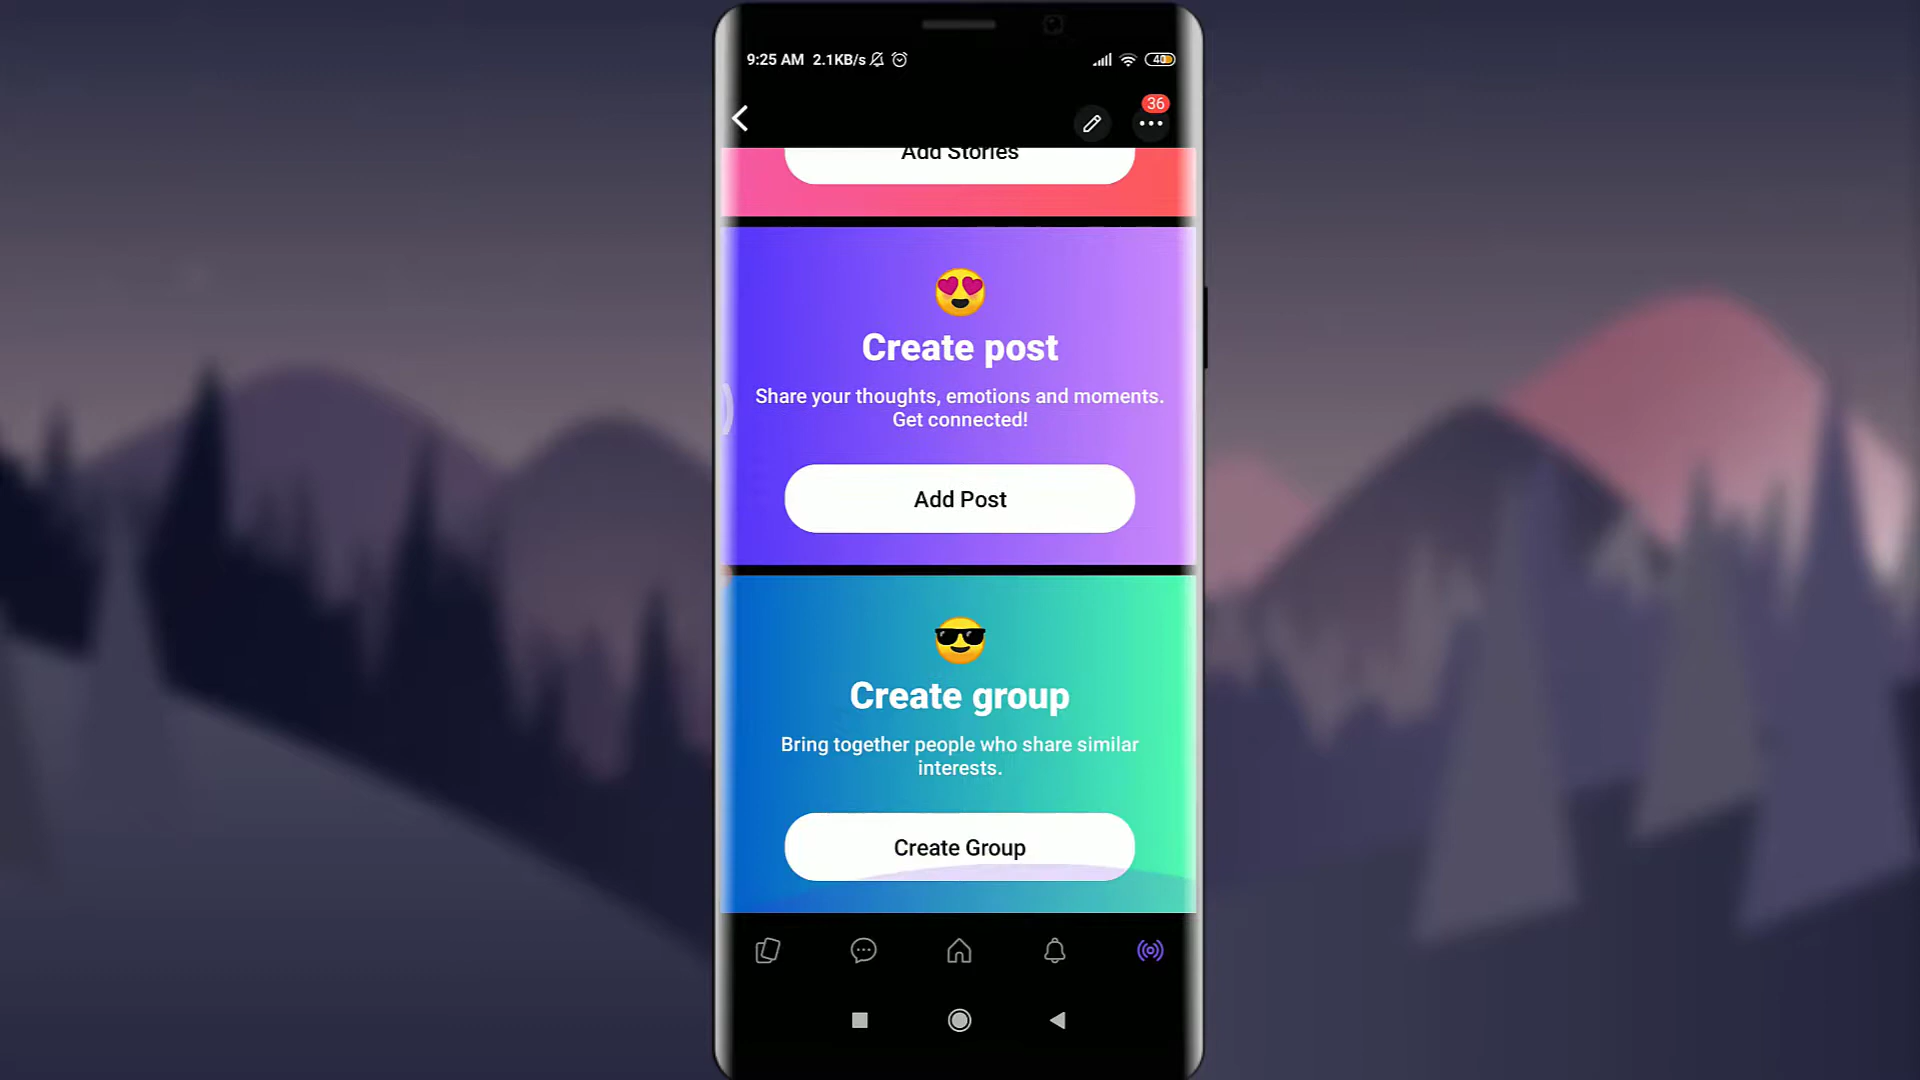 9:25 AM 2.1KB/s
40
36
Add Stories
Create post
Share your thoughts, emotions and moments.
Get connected!
Add Post
Create group
Bring together people who share similar
interests.
Create Group